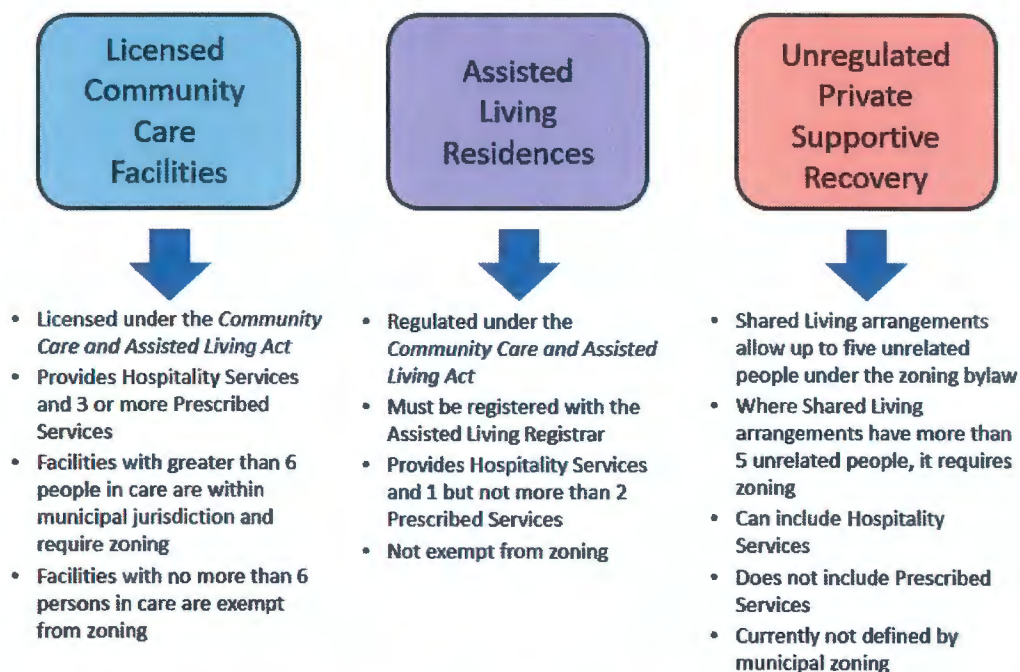 Licensed
Community
Care
Facilities
• Licensed under the Community
Care and Assisted Living Act
• Provides Hospitality Services
and 3 or more Prescribed
Services
• Facilities with greater than 6
people in care are within
municipal jurisdiction and
require zoning
• Facilities with no more than 6
persons in care are exempt
from zoning
Assisted
Living
Residences
• Regulated under the
Community Care and Assisted
Living Act
• Must be registered with the
Assisted Living Registrar
• Provides Hospitality Services
and 1 but not more than 2
Prescribed Services
• Not exempt from zoning
Unregulated
Private
Supportive
Recovery
• Shared Living arrangements
allow up to five unrelated
people under the zoning bylaw
• Where Shared Living
arrangements have more than
5 unrelated people, it requires
zoning
• Can include Hospitality
Services
• Does not include Prescribed
Services
• Currently not defined by
municipal zoning